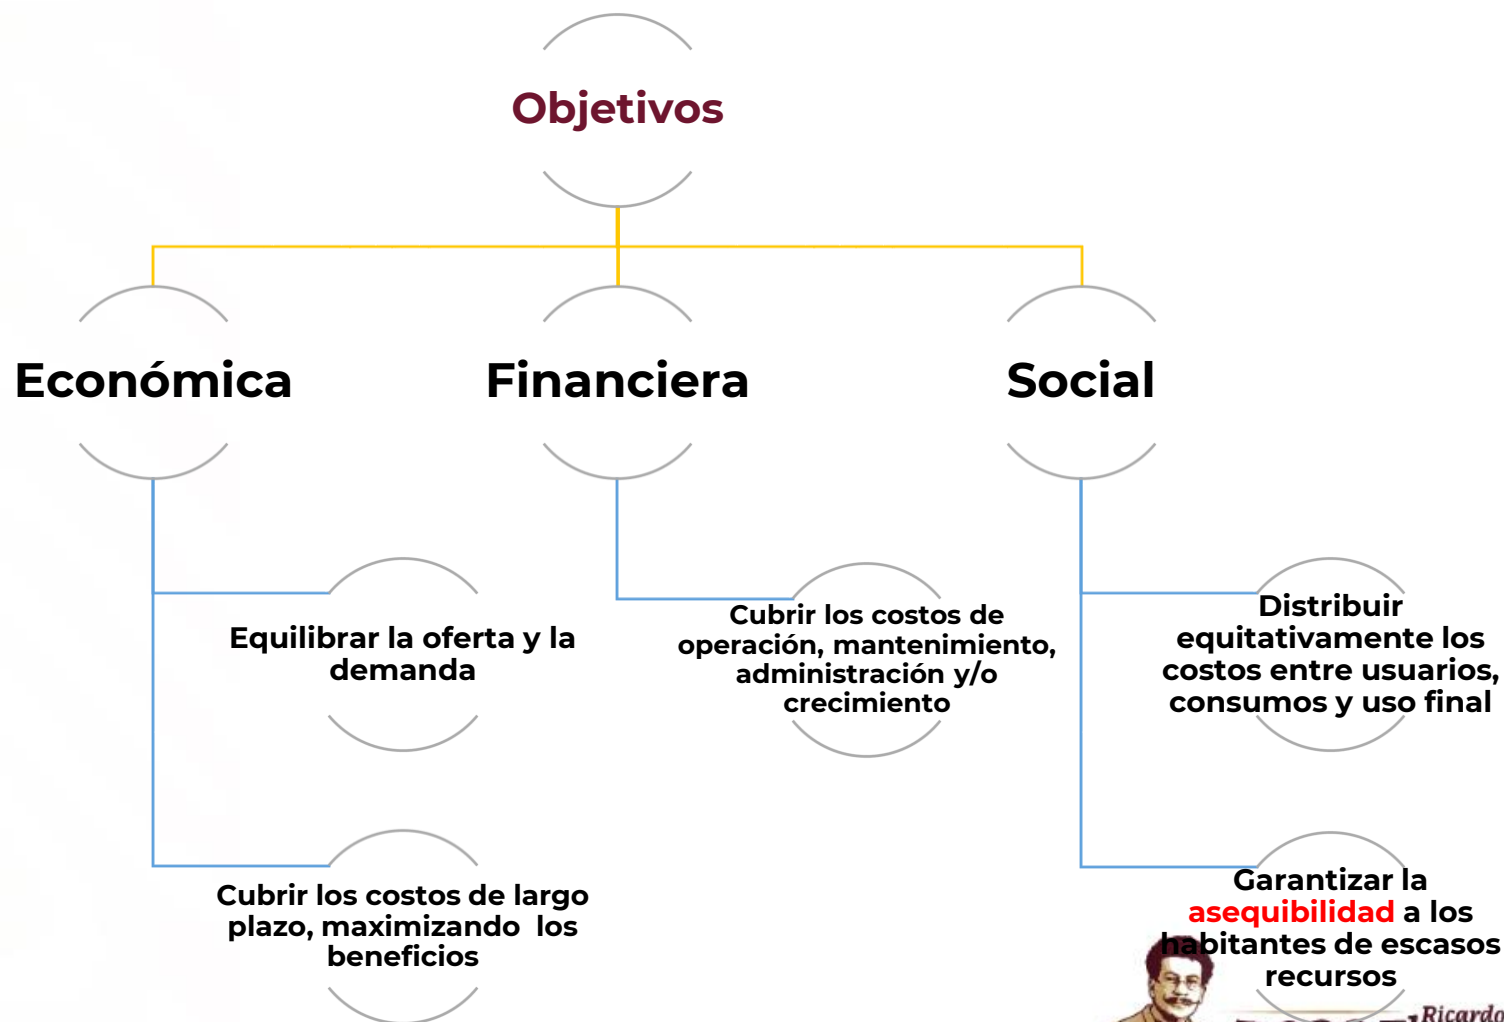 Objetivos
Económica
Financiera
Social
Equilibrar la oferta y la
demanda
Cubrir los costos de largo
plazo, maximizando los
beneficios
Cubrir los costos de
operación, mantenimiento,
administración y/o
crecimiento
Distribuir
equitativamente los
costos entre usuarios,
consumos y uso final
Garantizar la
asequibilidad a los
habitantes de escasos
recursos
Ricardo